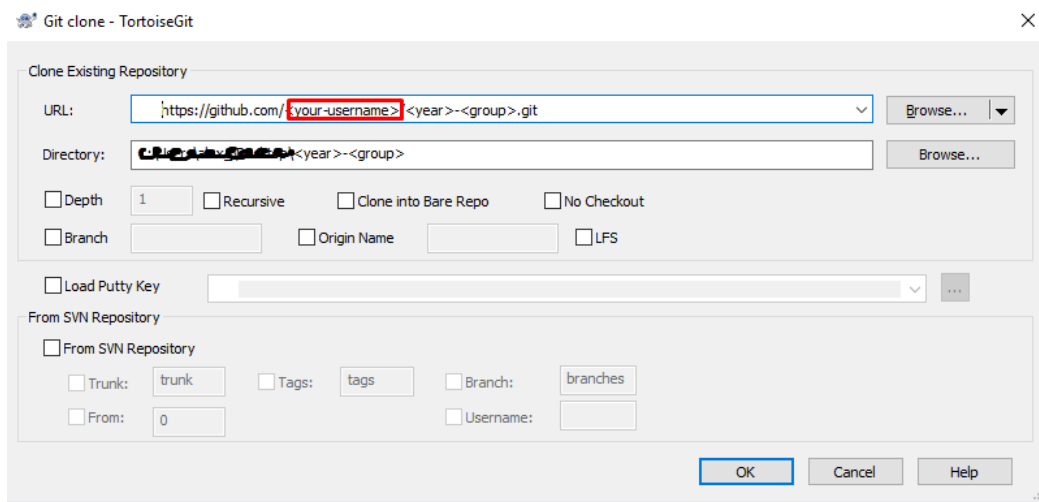 Git clone - TortoiseGit
Clone Existing Repository
URL: https://github.com/<your-username>/<year>-<group>.git Browse...
Directory: <year>-<group> Browse...
Depth 1 Recursive Clone into Bare Repo No Checkout
Branch Origin Name LFS
Load Putty Key ...
From SVN Repository
From SVN Repository
Trunk: trunk Tags: tags Branch: branches
From: 0 Username:
OK Cancel Help